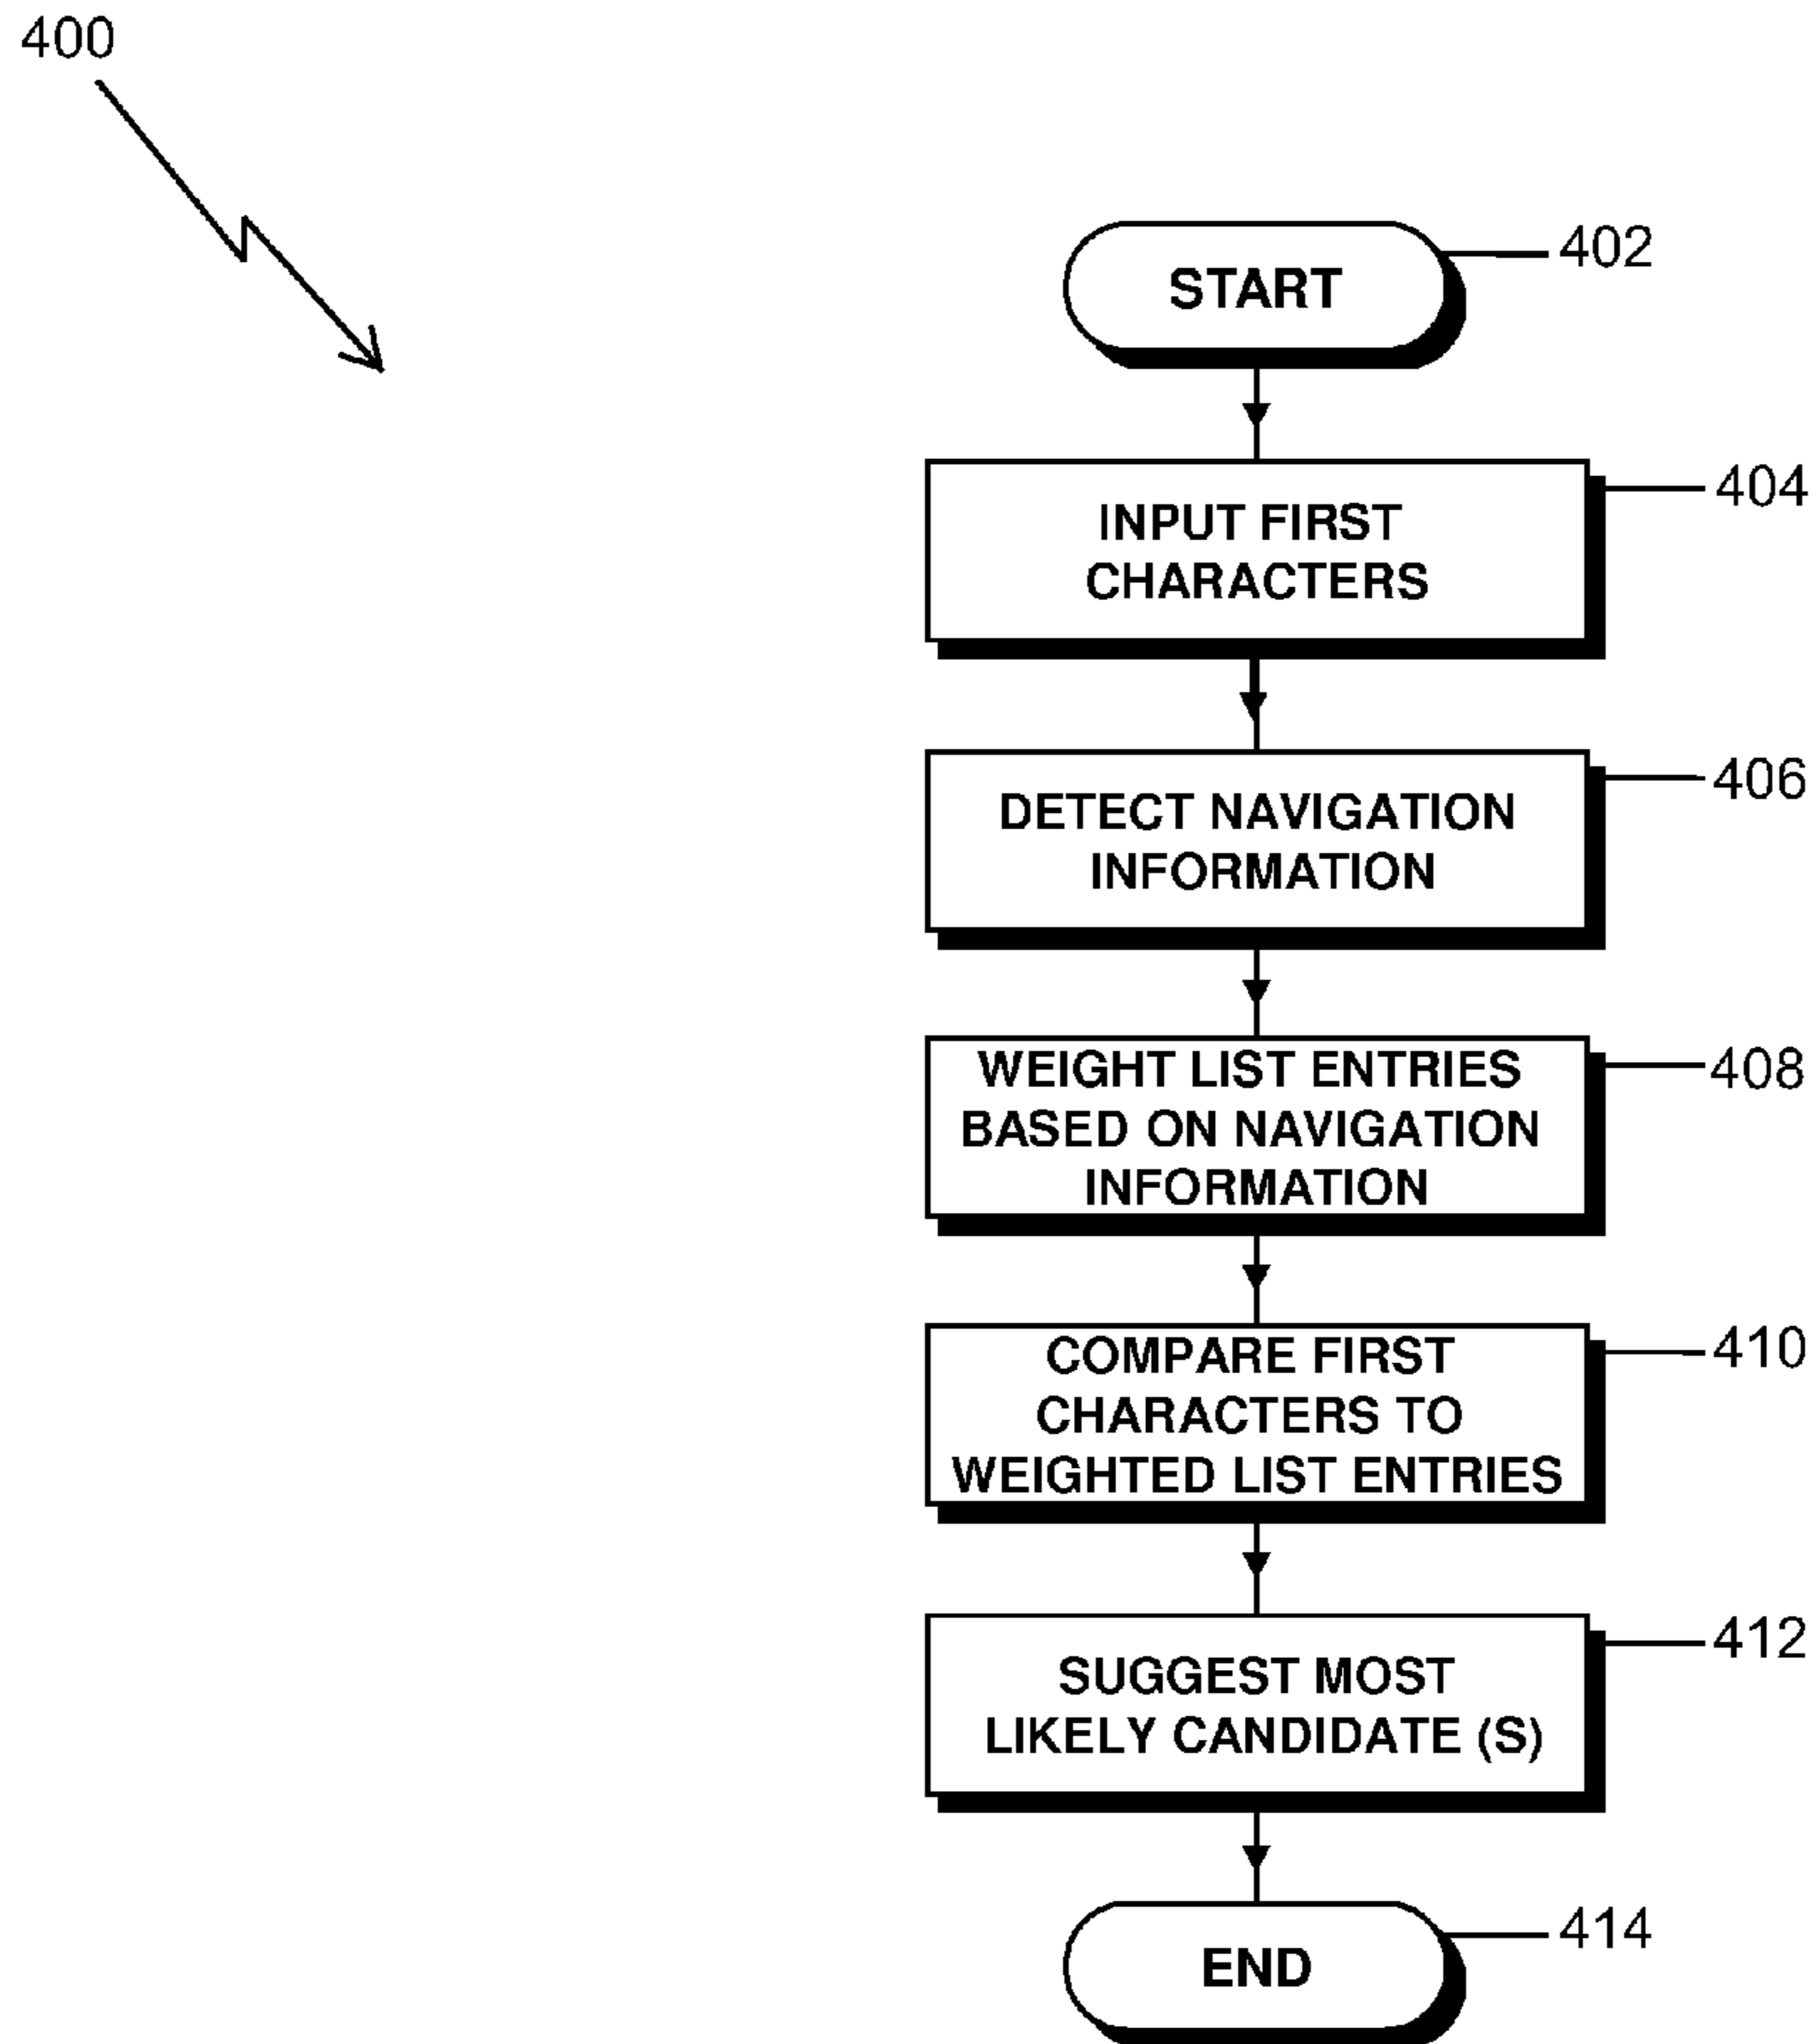 400
START
402
INPUT FIRST
CHARACTERS
404
DETECT NAVIGATION
INFORMATION
406
WEIGHT LIST ENTRIES
BASED ON NAVIGATION
INFORMATION
408
COMPARE FIRST
CHARACTERS TO
WEIGHTED LIST ENTRIES
410
SUGGEST MOST
LIKELY CANDIDATE (S)
412
END
414